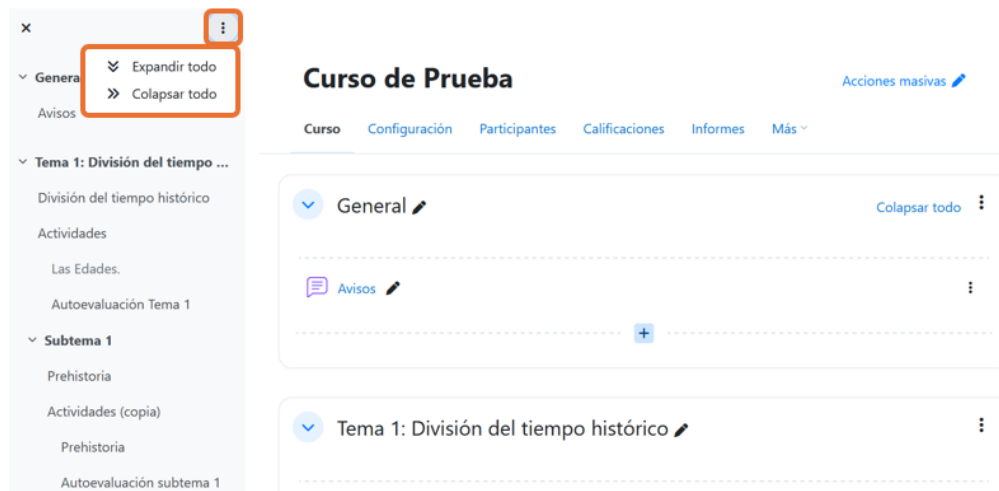 Expandir todo
Colapsar todo
Genera
Avisos
Tema 1: División del tiempo ...
División del tiempo histórico
Actividades
Las Edades.
Autoevaluación Tema 1
Subtema 1
Prehistoria
Actividades (copia)
Prehistoria
Autoevaluación subtema 1
Curso de Prueba
Acciones masivas
Curso Configuración Participantes Calificaciones Informes Más
General
Colapsar todo
Avisos
Tema 1: División del tiempo histórico